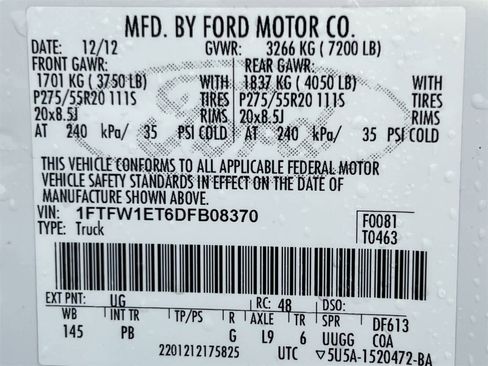 MFD. BY FORD MOTOR CO.
DATE: 12/12 GVWR: 3266 KG ( 7200 LB)
FRONT GAWR: REAR GAWR:
1701 KG ( 3750 LB) WITH 1837 KG ( 4050 LB) WITH
P275/55R20 111S TIRES P275/55R20 111S TIRES
20x8.5J RIMS 20x8.5J RIMS
AT 240 kPa/ 35 PSI COLD AT 240 kPa/ 35 PSI COLD
Ford
THIS VEHICLE CONFORMS TO ALL APPLICABLE FEDERAL MOTOR
VEHICLE SAFETY STANDARDS IN EFFECT ON THE DATE OF
MANUFACTURE SHOWN ABOVE.
VIN: 1FTFW1ET6DFB08370 F0081
TYPE: Truck T0463
EXT PNT: UG RC: 48 DSO:
WB INT TR TP/PS R AXLE TR SPR DF613
145 PB G L9 6 UUGG COA
2201212175825 UTC ▽5U5A-1520472-BA